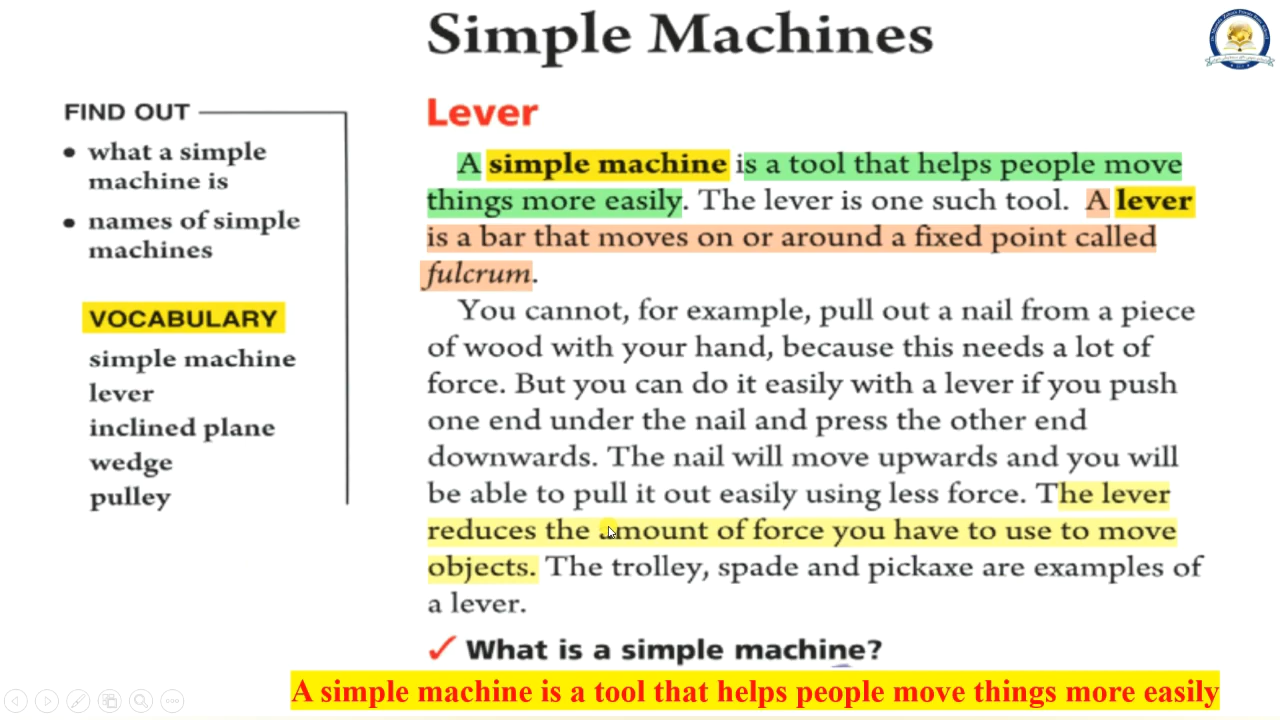 Simple Machines
FIND OUT
• what a simple
machine is
• names of simple
machines
VOCABULARY
simple machine
lever
inclined plane
wedge
pulley
Lever
A simple machine is a tool that helps people move
things more easily. The lever is one such tool. A lever
is a bar that moves on or around a fixed point called
fulcrum.
You cannot, for example, pull out a nail from a piece
of wood with your hand, because this needs a lot of
force. But you can do it easily with a lever if you push
one end under the nail and press the other end
downwards. The nail will move upwards and you will
be able to pull it out easily using less force. The lever
reduces the amount of force you have to use to move
objects. The trolley, spade and pickaxe are examples of
a lever.
✓ What is a simple machine?
A simple machine is a tool that helps people move things more easily